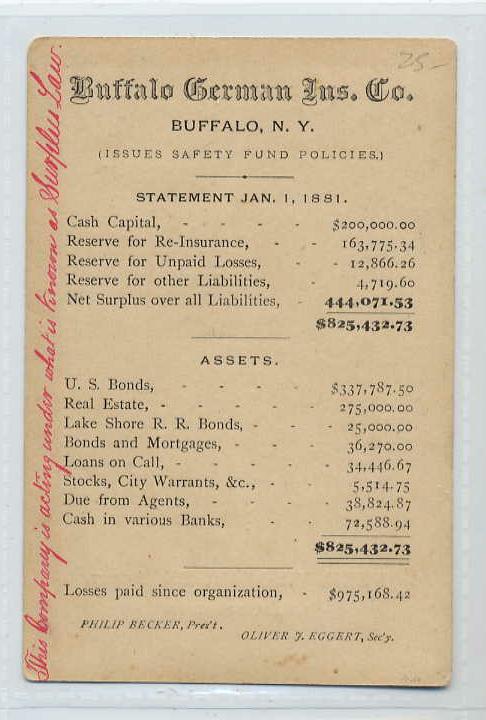 25-
Buffalo German Ins. Co.
BUFFALO, N. Y.
(ISSUES SAFETY FUND POLICIES.)
STATEMENT JAN. 1, 1881.
Cash Capital, - - - - $200,000.00
Reserve for Re-Insurance, - - 163,775.34
Reserve for Unpaid Losses, - - 12,866.26
Reserve for other Liabilities, - 4,719.60
Net Surplus over all Liabilities, - 444,071.53
$825,432.73
ASSETS.
U. S. Bonds, - - - - $337,787.50
Real Estate, - - - - - 275,000.00
Lake Shore R. R. Bonds, - - 25,000.00
Bonds and Mortgages, - - - 36,270.00
Loans on Call, - - - - - 34,446.67
Stocks, City Warrants, &c., - - 5,514.75
Due from Agents, - - - - 38,824.87
Cash in various Banks, - - 72,588.94
$825,432.73
Losses paid since organization, - $975,168.42
PHILIP BECKER, Pres't.
OLIVER J. EGGERT, Sec'y.
This Company is acting under what is known as Surplus Law.